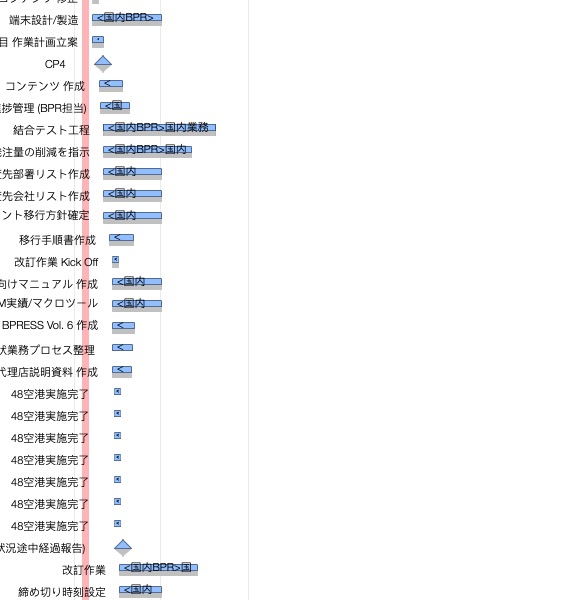 端末設計/製造 <国内BPR>
目 作業計画立案
CP4
コンテンツ 作成 <
進捗管理 (BPR担当) <国
結合テスト工程 <国内BPR>国内業務
発注量の削減を指示 <国内BPR>国内
先部署リスト作成 <国内
先会社リスト作成 <国内
ント移行方針確定 <国内
移行手順書作成 <
改訂作業 Kick Off <
向けマニュアル 作成 <国内
M実績/マクロツール <国内
BPRESS Vol. 6 作成 <
状業務プロセス整理 <
代理店説明資料 作成 <
48空港実施完了
48空港実施完了
48空港実施完了
48空港実施完了
48空港実施完了
48空港実施完了
48空港実施完了
状況途中経過報告)
改訂作業 <国内BPR>国
締め切り時刻設定 <国内